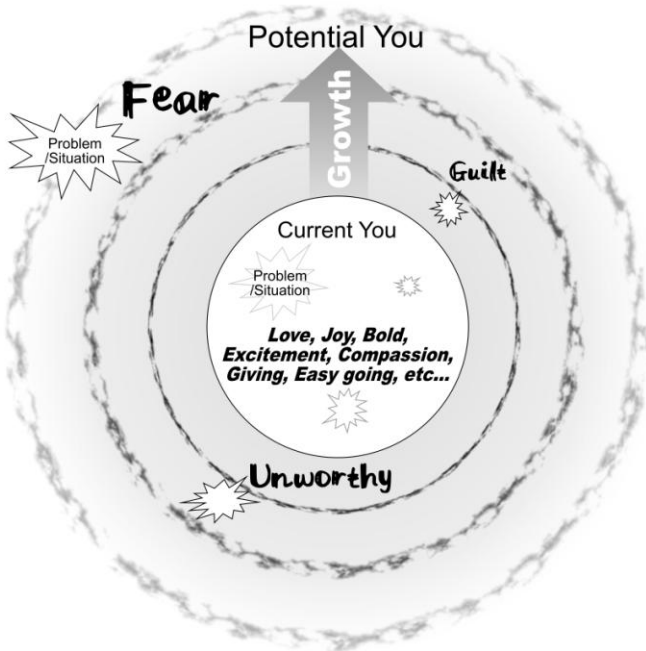 Potential You
Fear
Problem
/Situation
Growth
Guilt
Current You
Problem
/Situation
Love, Joy, Bold,
Excitement, Compassion,
Giving, Easy going, etc...
Unworthy